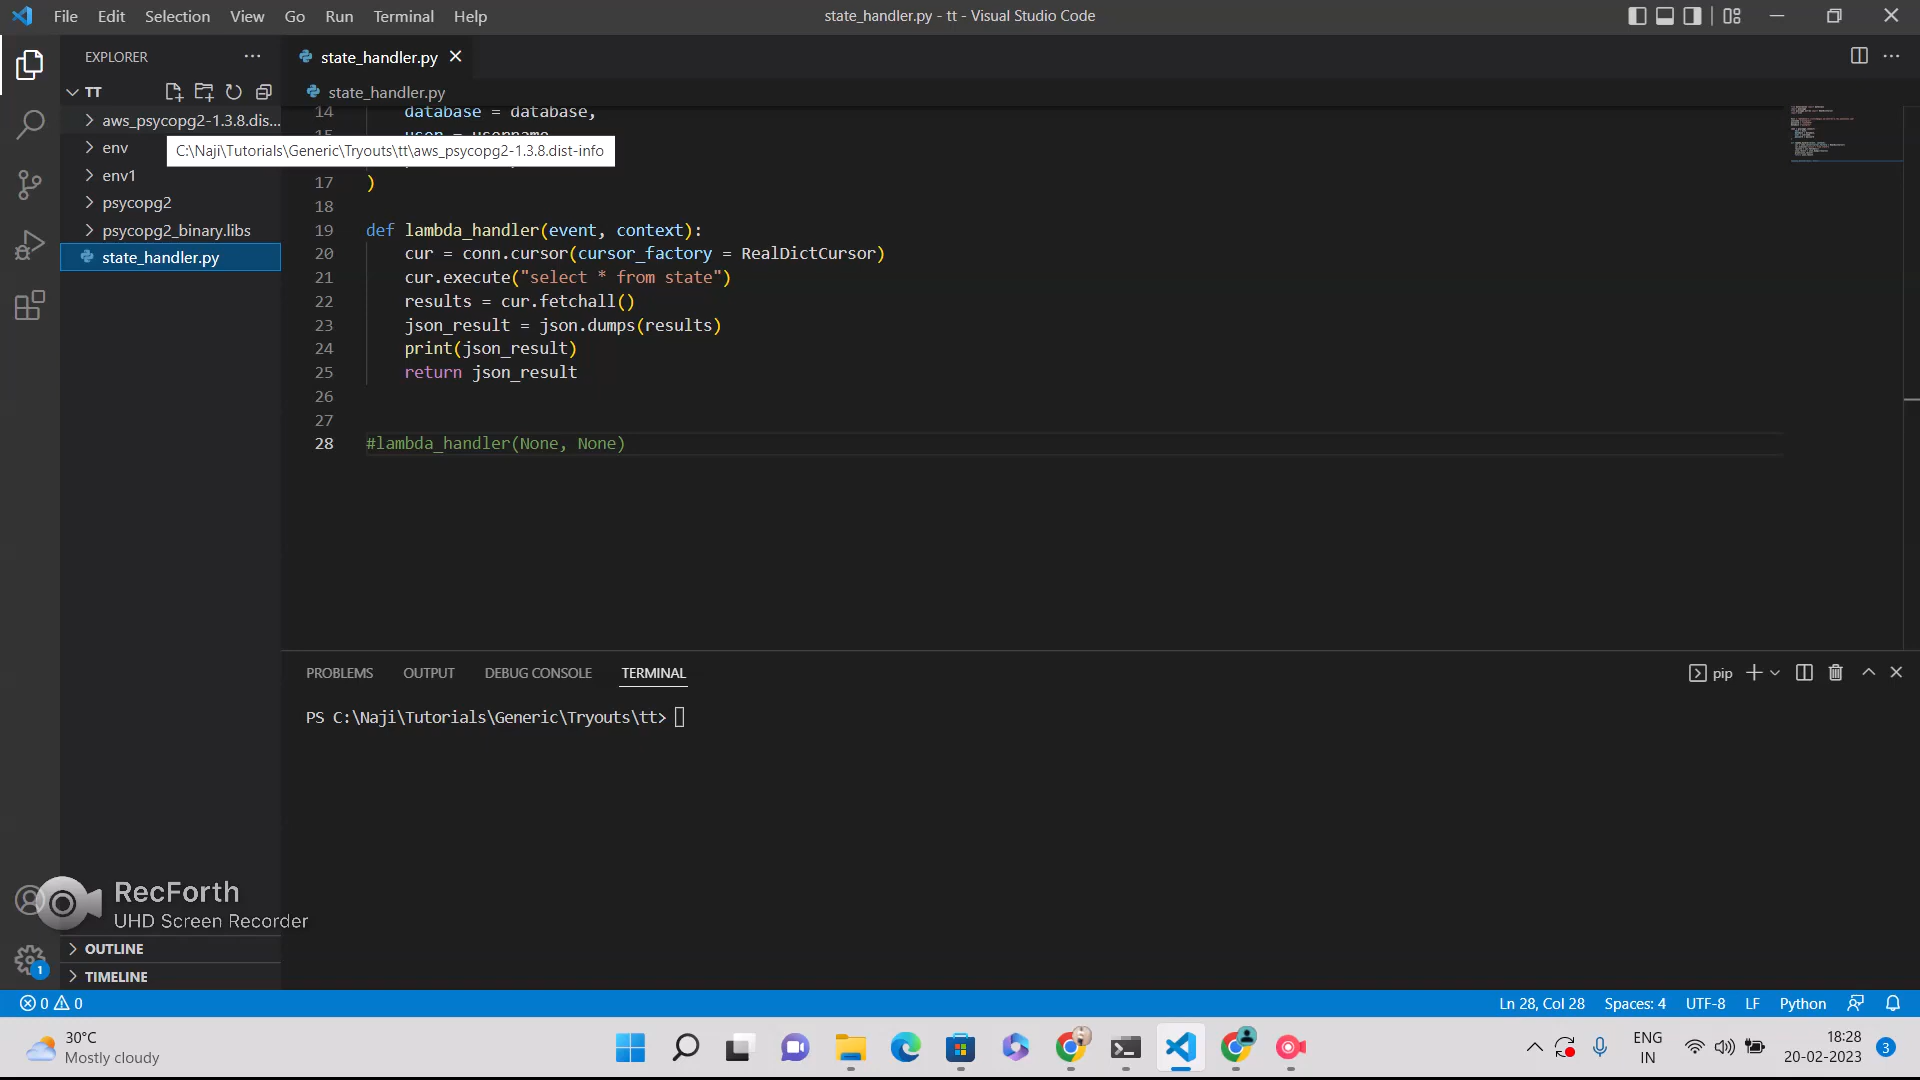 File Edit Selection View Go Run Terminal Help
state_handler.py - tt - Visual Studio Code
EXPLORER
TT
aws_psycopg2-1.3.8.dis...
env
env1
psycopg2
psycopg2_binary.libs
state_handler.py
C:\Naji\Tutorials\Generic\Tryouts\tt\aws_psycopg2-1.3.8.dist-info
state_handler.py
state_handler.py
14 database = database,
15 user = username
17 )
18
19 def lambda_handler(event, context):
20 cur = conn.cursor(cursor_factory = RealDictCursor)
21 cur.execute("select * from state")
22 results = cur.fetchall()
23 json_result = json.dumps(results)
24 print(json_result)
25 return json_result
26
27
28 #lambda_handler(None, None)
PROBLEMS OUTPUT DEBUG CONSOLE TERMINAL
pip
PS C:\Naji\Tutorials\Generic\Tryouts\tt>
RecForth
UHD Screen Recorder
OUTLINE
TIMELINE
1
0 0
Ln 28, Col 28 Spaces: 4 UTF-8 LF Python
30°C
Mostly cloudy
ENG
IN
18:28
20-02-2023
3